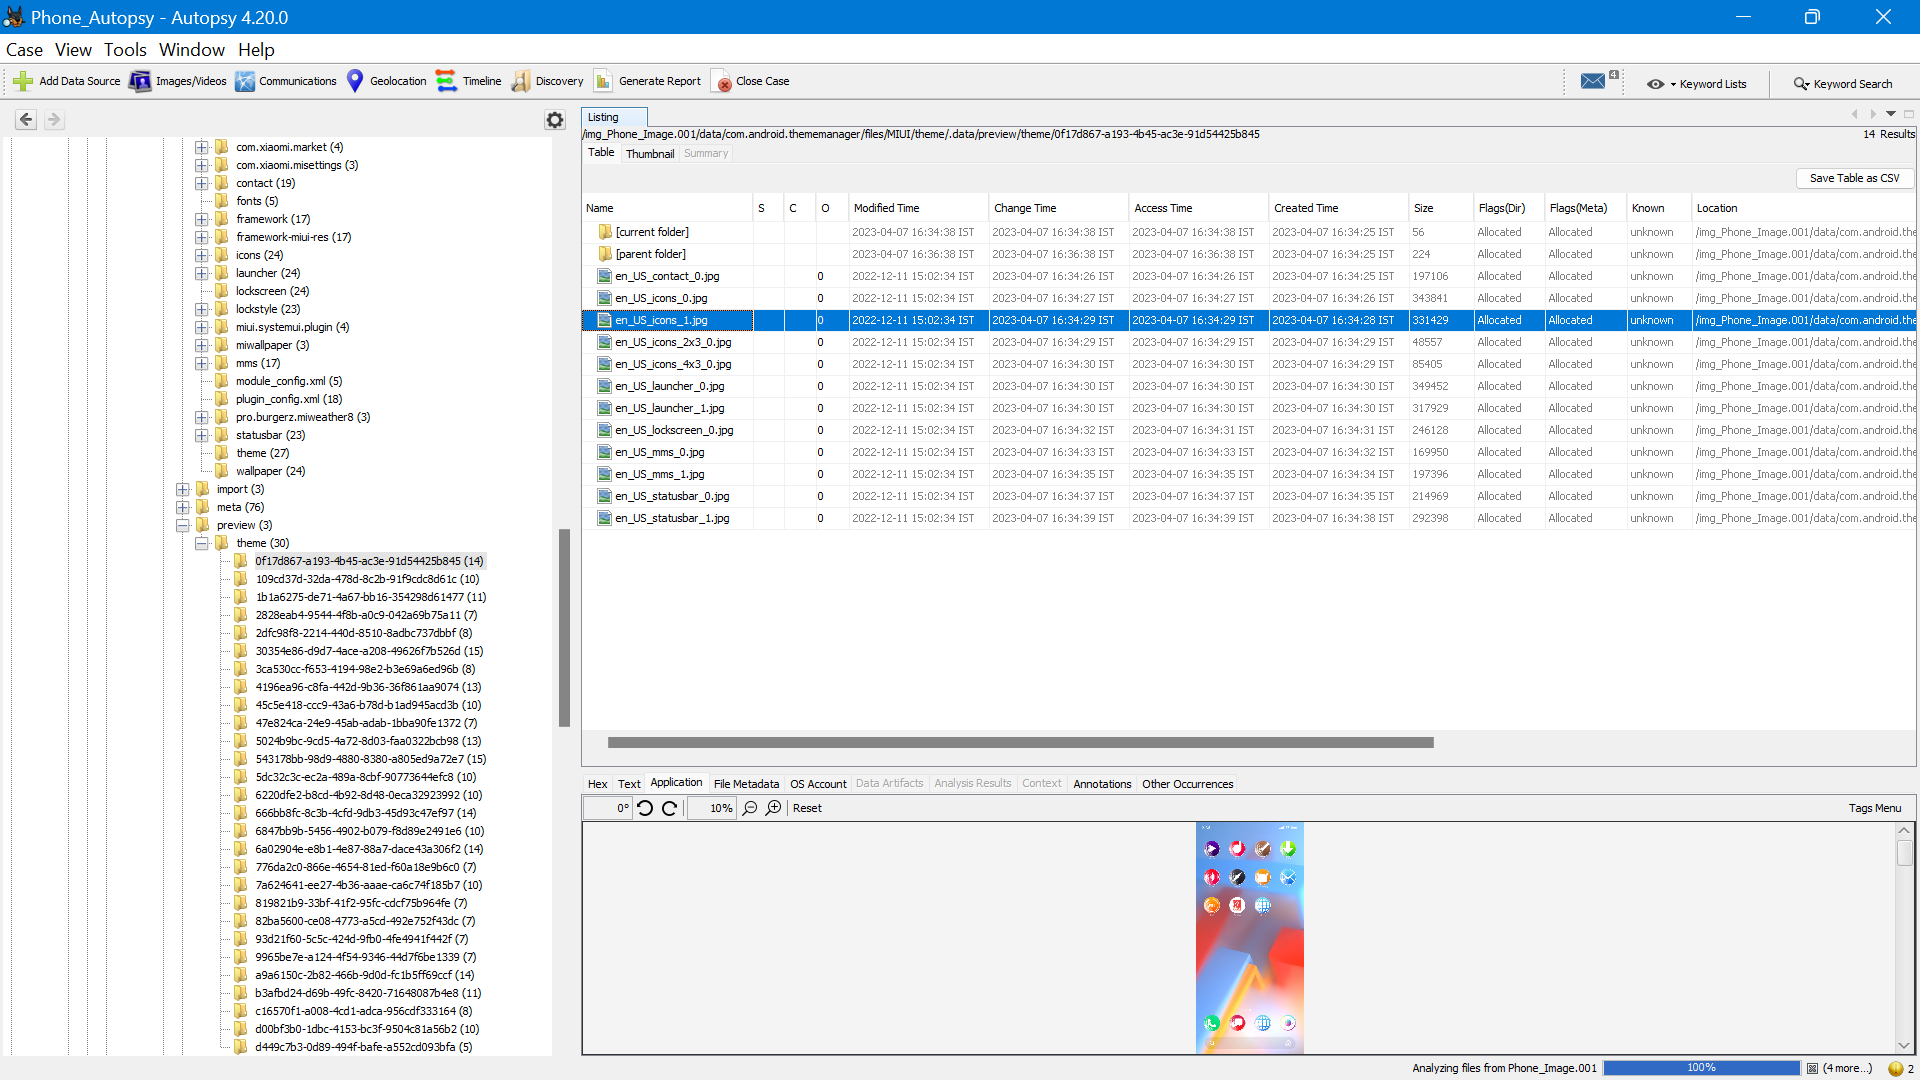 Phone_Autopsy - Autopsy 4.20.0
Case View Tools Window Help
Add Data Source Images/Videos Communications Geolocation Timeline Discovery Generate Report Close Case 4 Keyword Lists Keyword Search
Listing
/img_Phone_Image.001/data/com.android.thememanager/files/MIUI/theme/.data/preview/theme/0f17d867-a193-4b45-ac3e-91d54425b845 14 Results
Table Thumbnail Summary
Save Table as CSV
Name S C O Modified Time Change Time Access Time Created Time Size Flags(Dir) Flags(Meta) Known Location
[current folder] 2023-04-07 16:34:38 IST 2023-04-07 16:34:38 IST 2023-04-07 16:34:38 IST 2023-04-07 16:34:25 IST 56 Allocated Allocated unknown /img_Phone_Image.001/data/com.android.the
[parent folder] 2023-04-07 16:36:38 IST 2023-04-07 16:36:38 IST 2023-04-07 16:36:38 IST 2023-04-07 16:34:25 IST 224 Allocated Allocated unknown /img_Phone_Image.001/data/com.android.the
en_US_contact_0.jpg 0 2022-12-11 15:02:34 IST 2023-04-07 16:34:26 IST 2023-04-07 16:34:26 IST 2023-04-07 16:34:25 IST 197106 Allocated Allocated unknown /img_Phone_Image.001/data/com.android.the
en_US_icons_0.jpg 0 2022-12-11 15:02:34 IST 2023-04-07 16:34:27 IST 2023-04-07 16:34:27 IST 2023-04-07 16:34:26 IST 343841 Allocated Allocated unknown /img_Phone_Image.001/data/com.android.the
en_US_icons_1.jpg 0 2022-12-11 15:02:34 IST 2023-04-07 16:34:29 IST 2023-04-07 16:34:29 IST 2023-04-07 16:34:28 IST 331429 Allocated Allocated unknown /img_Phone_Image.001/data/com.android.the
en_US_icons_2x3_0.jpg 0 2022-12-11 15:02:34 IST 2023-04-07 16:34:29 IST 2023-04-07 16:34:29 IST 2023-04-07 16:34:29 IST 48557 Allocated Allocated unknown /img_Phone_Image.001/data/com.android.the
en_US_icons_4x3_0.jpg 0 2022-12-11 15:02:34 IST 2023-04-07 16:34:30 IST 2023-04-07 16:34:30 IST 2023-04-07 16:34:29 IST 85405 Allocated Allocated unknown /img_Phone_Image.001/data/com.android.the
en_US_launcher_0.jpg 0 2022-12-11 15:02:34 IST 2023-04-07 16:34:30 IST 2023-04-07 16:34:30 IST 2023-04-07 16:34:30 IST 349452 Allocated Allocated unknown /img_Phone_Image.001/data/com.android.the
en_US_launcher_1.jpg 0 2022-12-11 15:02:34 IST 2023-04-07 16:34:30 IST 2023-04-07 16:34:30 IST 2023-04-07 16:34:30 IST 317929 Allocated Allocated unknown /img_Phone_Image.001/data/com.android.the
en_US_lockscreen_0.jpg 0 2022-12-11 15:02:34 IST 2023-04-07 16:34:32 IST 2023-04-07 16:34:31 IST 2023-04-07 16:34:31 IST 246128 Allocated Allocated unknown /img_Phone_Image.001/data/com.android.the
en_US_mms_0.jpg 0 2022-12-11 15:02:34 IST 2023-04-07 16:34:33 IST 2023-04-07 16:34:33 IST 2023-04-07 16:34:32 IST 169950 Allocated Allocated unknown /img_Phone_Image.001/data/com.android.the
en_US_mms_1.jpg 0 2022-12-11 15:02:34 IST 2023-04-07 16:34:35 IST 2023-04-07 16:34:35 IST 2023-04-07 16:34:34 IST 197396 Allocated Allocated unknown /img_Phone_Image.001/data/com.android.the
en_US_statusbar_0.jpg 0 2022-12-11 15:02:34 IST 2023-04-07 16:34:37 IST 2023-04-07 16:34:37 IST 2023-04-07 16:34:35 IST 214969 Allocated Allocated unknown /img_Phone_Image.001/data/com.android.the
en_US_statusbar_1.jpg 0 2022-12-11 15:02:34 IST 2023-04-07 16:34:39 IST 2023-04-07 16:34:39 IST 2023-04-07 16:34:38 IST 292398 Allocated Allocated unknown /img_Phone_Image.001/data/com.android.the
com.xiaomi.market (4)
com.xiaomi.misettings (3)
contact (19)
fonts (5)
framework (17)
framework-miui-res (17)
icons (24)
launcher (24)
lockscreen (24)
lockstyle (23)
miui.systemui.plugin (4)
miwallpaper (3)
mms (17)
module_config.xml (5)
plugin_config.xml (18)
pro.burgerz.miweather8 (3)
statusbar (23)
theme (27)
wallpaper (24)
import (3)
meta (76)
preview (3)
theme (30)
0f17d867-a193-4b45-ac3e-91d54425b845 (14)
109cd37d-32da-478d-8c2b-91f9cdc8d61c (10)
1b1a6275-de71-4a67-bb16-354298d61477 (11)
2828eab4-9544-4f8b-a0c9-042a69b75a11 (7)
2dfc98f8-2214-440d-8510-8adbc737dbbf (8)
30354e86-d9d7-4ace-a208-49626f7b526d (15)
3ca530cc-f653-4194-98e2-b3e69a6ed96b (8)
4196ea96-c8fa-442d-9b36-36f861aa9074 (13)
45c5e418-ccc9-43a6-b78d-b1ad945acd3b (10)
47e824ca-24e9-45ab-adab-1bba90fe1372 (7)
5024b9bc-9cd5-4a72-8d03-faa0322bcb98 (13)
543178bb-98d9-4880-8380-a805ed9a72e7 (15)
5dc32c3c-ec2a-489a-8cbf-90773644efc8 (10)
6220dfe2-b8cd-4b92-8d48-0eca32923992 (10)
666bb8fc-8c3b-4cfd-9db3-45d93c47ef97 (14)
6847bb9b-5456-4902-b079-f8d89e2491e6 (10)
6a02904e-e8b1-4e87-88a7-dace43a306f2 (14)
776da2c0-866e-4654-81ed-f60a18e9b6c0 (7)
7a624641-ee27-4b36-aaae-ca6c74f185b7 (10)
819821b9-33bf-41f2-95fc-cdcf75b964fe (7)
82ba5600-ce08-4773-a5cd-492e752f43dc (7)
93d21f60-5c5c-424d-9fb0-4fe4941f442f (7)
9965be7e-a124-4f54-9346-44d7f6be1339 (7)
a9a6150c-2b82-466b-9d0d-fc1b5ff69ccf (14)
b3afbd24-d69b-49fc-8420-71648087b4e8 (11)
c16570f1-a008-4cd1-adca-956cdf333164 (8)
d00bf3b0-1dbc-4153-bc3f-9504c81a56b2 (10)
d449c7b3-0d89-494f-bafe-a552cd093bfa (5)
Hex Text Application File Metadata OS Account Data Artifacts Analysis Results Context Annotations Other Occurrences
0° 10% Reset Tags Menu
Analyzing files from Phone_Image.001 100% (4 more...) 2